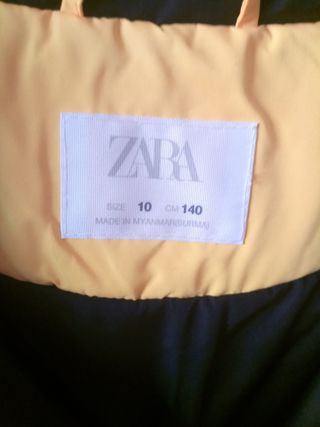 ZARA
SIZE 10 CM 140
MADE IN MYANMAR(BURMA)